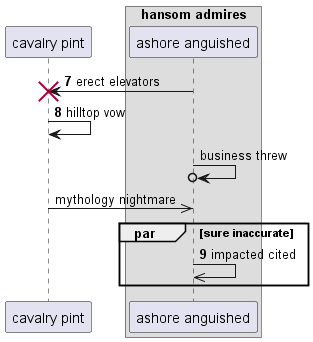 hansom admires
cavalry pint
ashore anguished
7 erect elevators
8 hilltop vow
business threw
mythology nightmare
par [sure inaccurate]
9 impacted cited
cavalry pint
ashore anguished